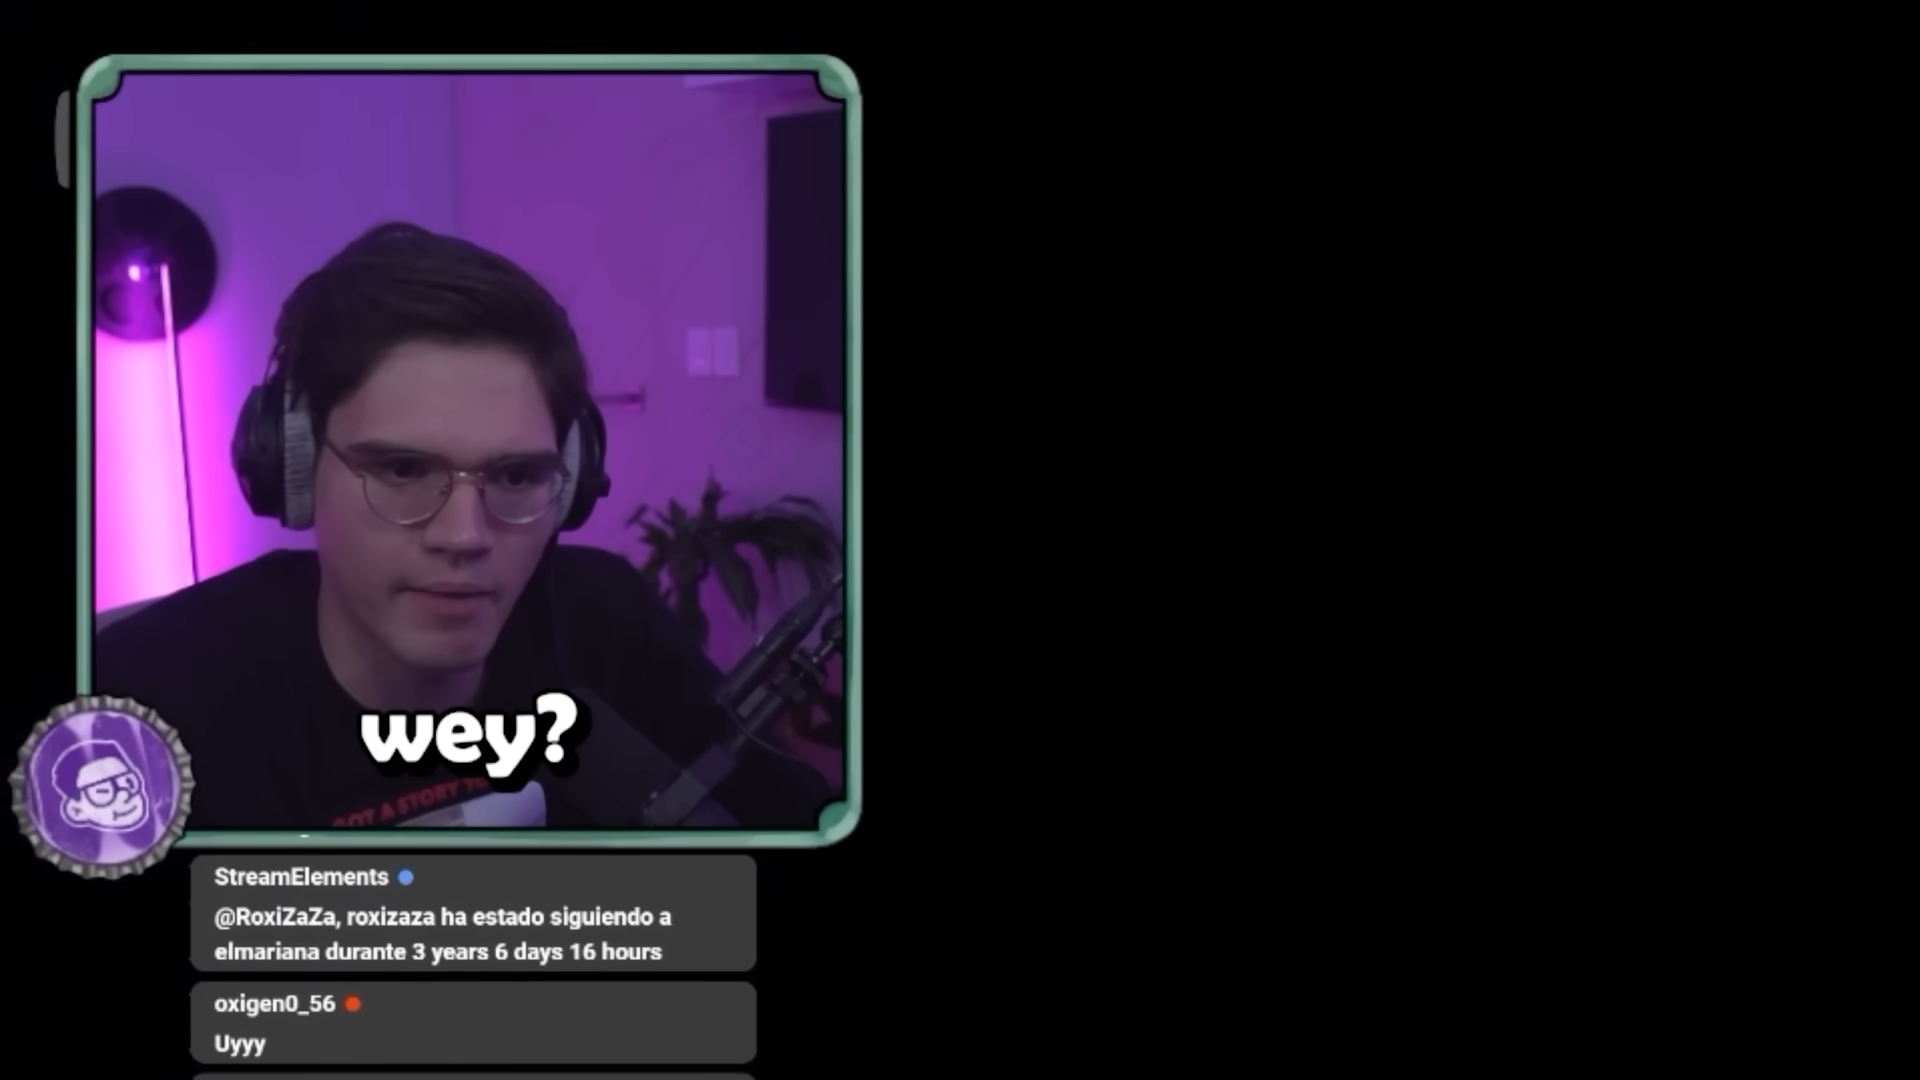 wey?
StreamElements
@RoxiZaZa, roxizaza ha estado siguiendo a
elmariana durante 3 years 6 days 16 hours
oxigen0_56
Uyyy